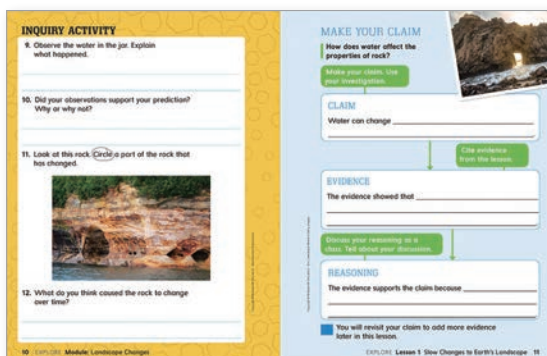 INQUIRY ACTIVITY
9. Observe the water in the jar. Explain
what happened.
10. Did your observations support your prediction?
Why or why not?
11. Look at this rock. Circle a part of the rock that
has changed.
12. What do you think caused the rock to change
over time?
10 EXPLORE Module: Landscape Changes
MAKE YOUR CLAIM
How does water affect the
properties of rock?
Make your claim. Use
your investigation.
CLAIM
Water can change
Cite evidence
from the lesson.
EVIDENCE
The evidence showed that
Discuss your reasoning as a
class. Tell about your discussion.
REASONING
The evidence supports the claim because
You will revisit your claim to add more evidence
later in this lesson.
EXPLORE Lesson 1 Slow Changes to Earth's Landscape 11